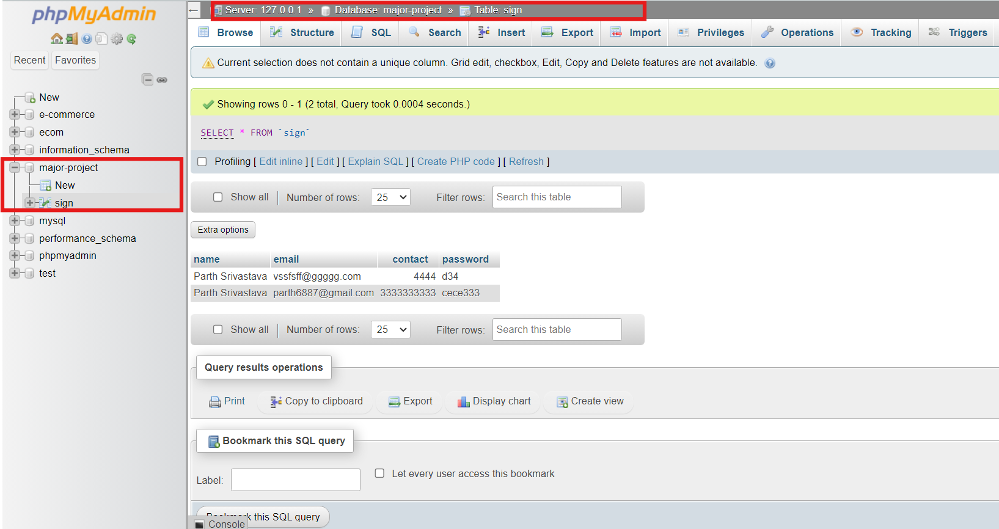 phpMyAdmin
Recent Favorites
New
e-commerce
ecom
information_schema
major-project
New
sign
mysql
performance_schema
phpmyadmin
test
← Server: 127.0.0.1 » Database: major-project » Table: sign
Browse Structure SQL Search Insert Export Import Privileges Operations Tracking Triggers
Current selection does not contain a unique column. Grid edit, checkbox, Edit, Copy and Delete features are not available.
Showing rows 0 - 1 (2 total, Query took 0.0004 seconds.)
SELECT * FROM `sign`
Profiling [ Edit inline ] [ Edit ] [ Explain SQL ] [ Create PHP code ] [ Refresh ]
Show all Number of rows: 25 Filter rows: Search this table
Extra options
name email contact password
Parth Srivastava vssfsff@ggggg.com 4444 d34
Parth Srivastava parth6887@gmail.com 3333333333 cece333
Show all Number of rows: 25 Filter rows: Search this table
Query results operations
Print Copy to clipboard Export Display chart Create view
Bookmark this SQL query
Label: Let every user access this bookmark
Bookmark this SQL query
Console